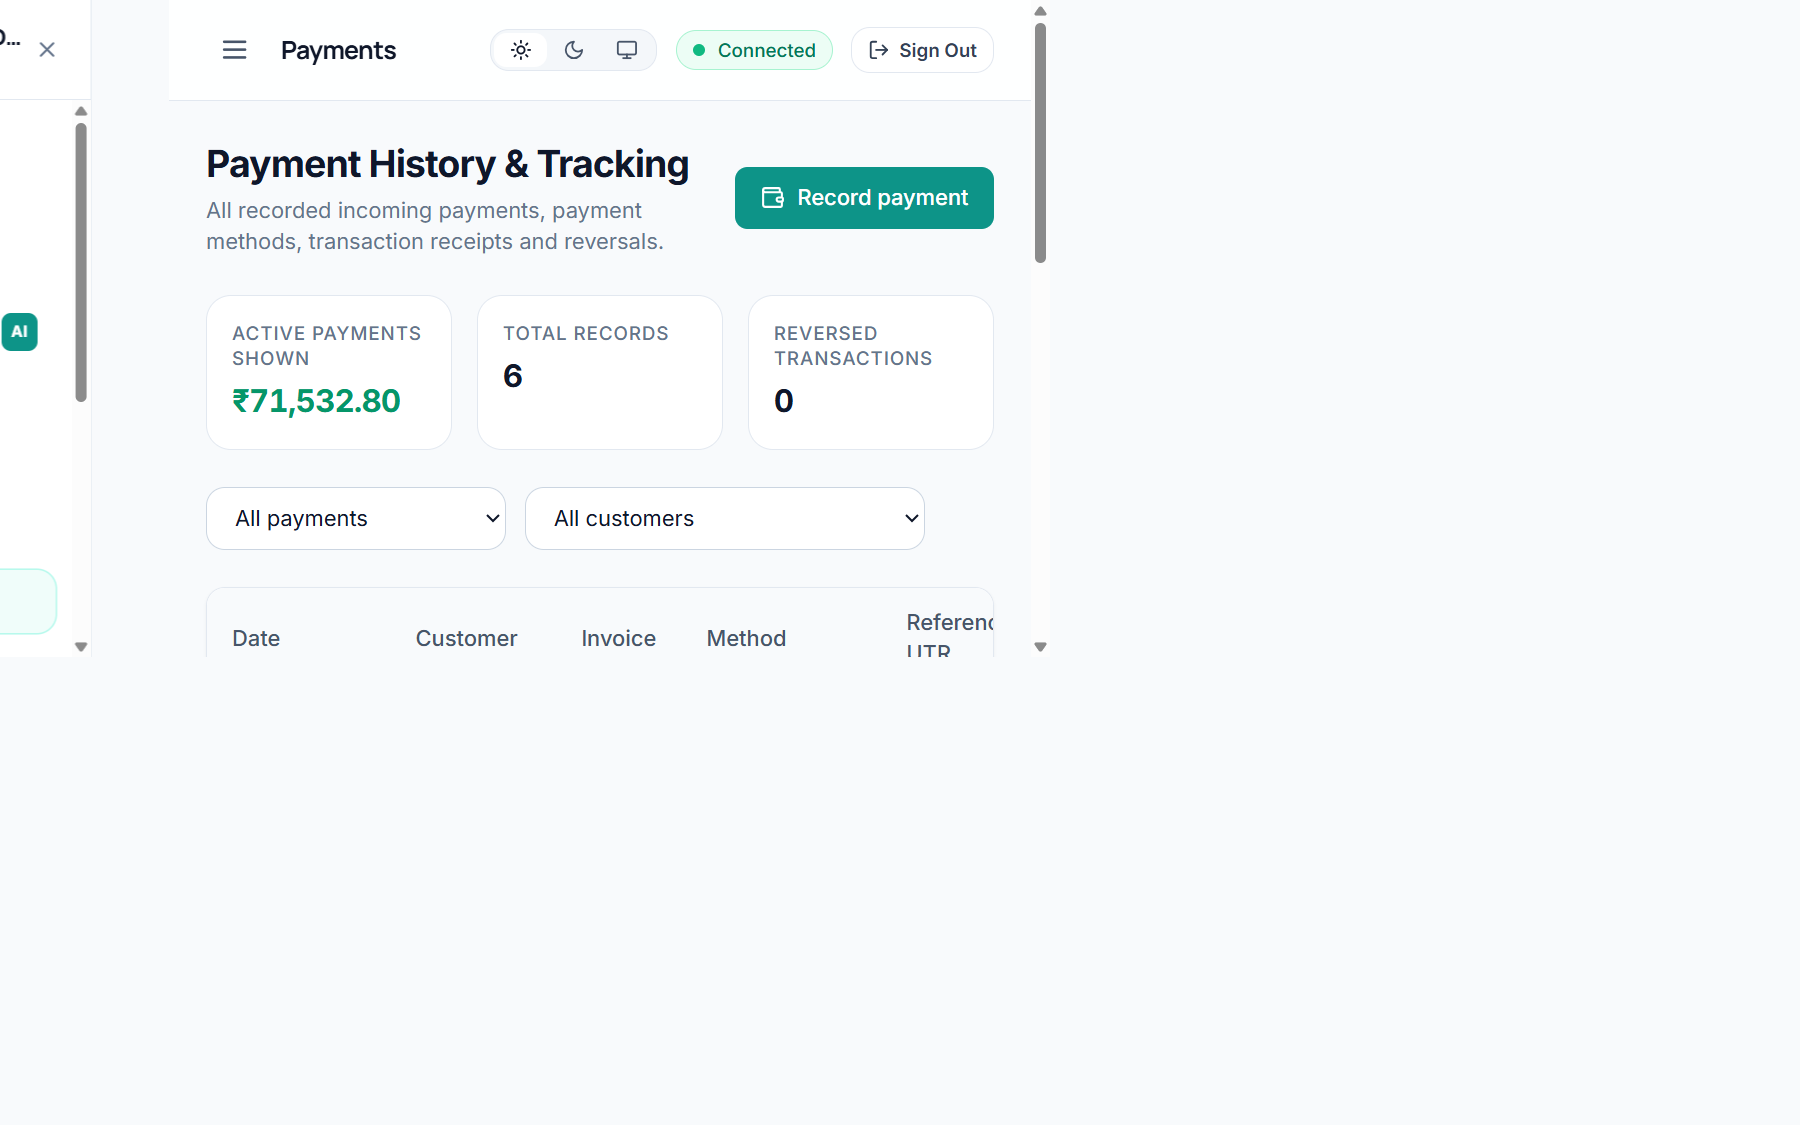 Payments
Connected
Sign Out
AI
Payment History & Tracking
All recorded incoming payments, payment
methods, transaction receipts and reversals.
Record payment
ACTIVE PAYMENTS
SHOWN
₹71,532.80
TOTAL RECORDS
6
REVERSED
TRANSACTIONS
0
All payments
All customers
Date
Customer
Invoice
Method
UTR